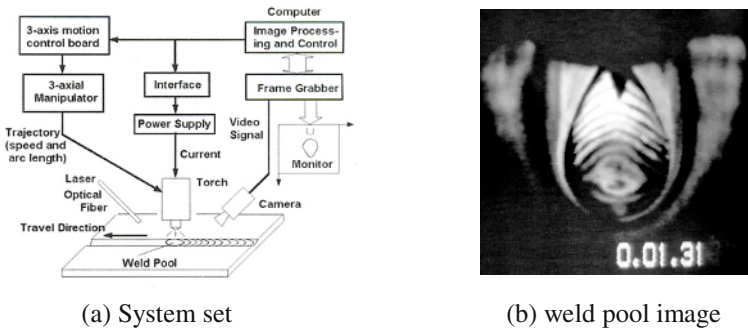 Computer
3-axis motion
control board
Image Process-
ing and Control
3-axial
Manipulator
Interface
Frame Grabber
Trajectory
(speed and
arc length)
Power Supply
Video
Signal
Current
Monitor
Laser
Optical
Fiber
Torch
Camera
Travel Direction
Weld Pool
0.01.31
(a) System set
(b) weld pool image